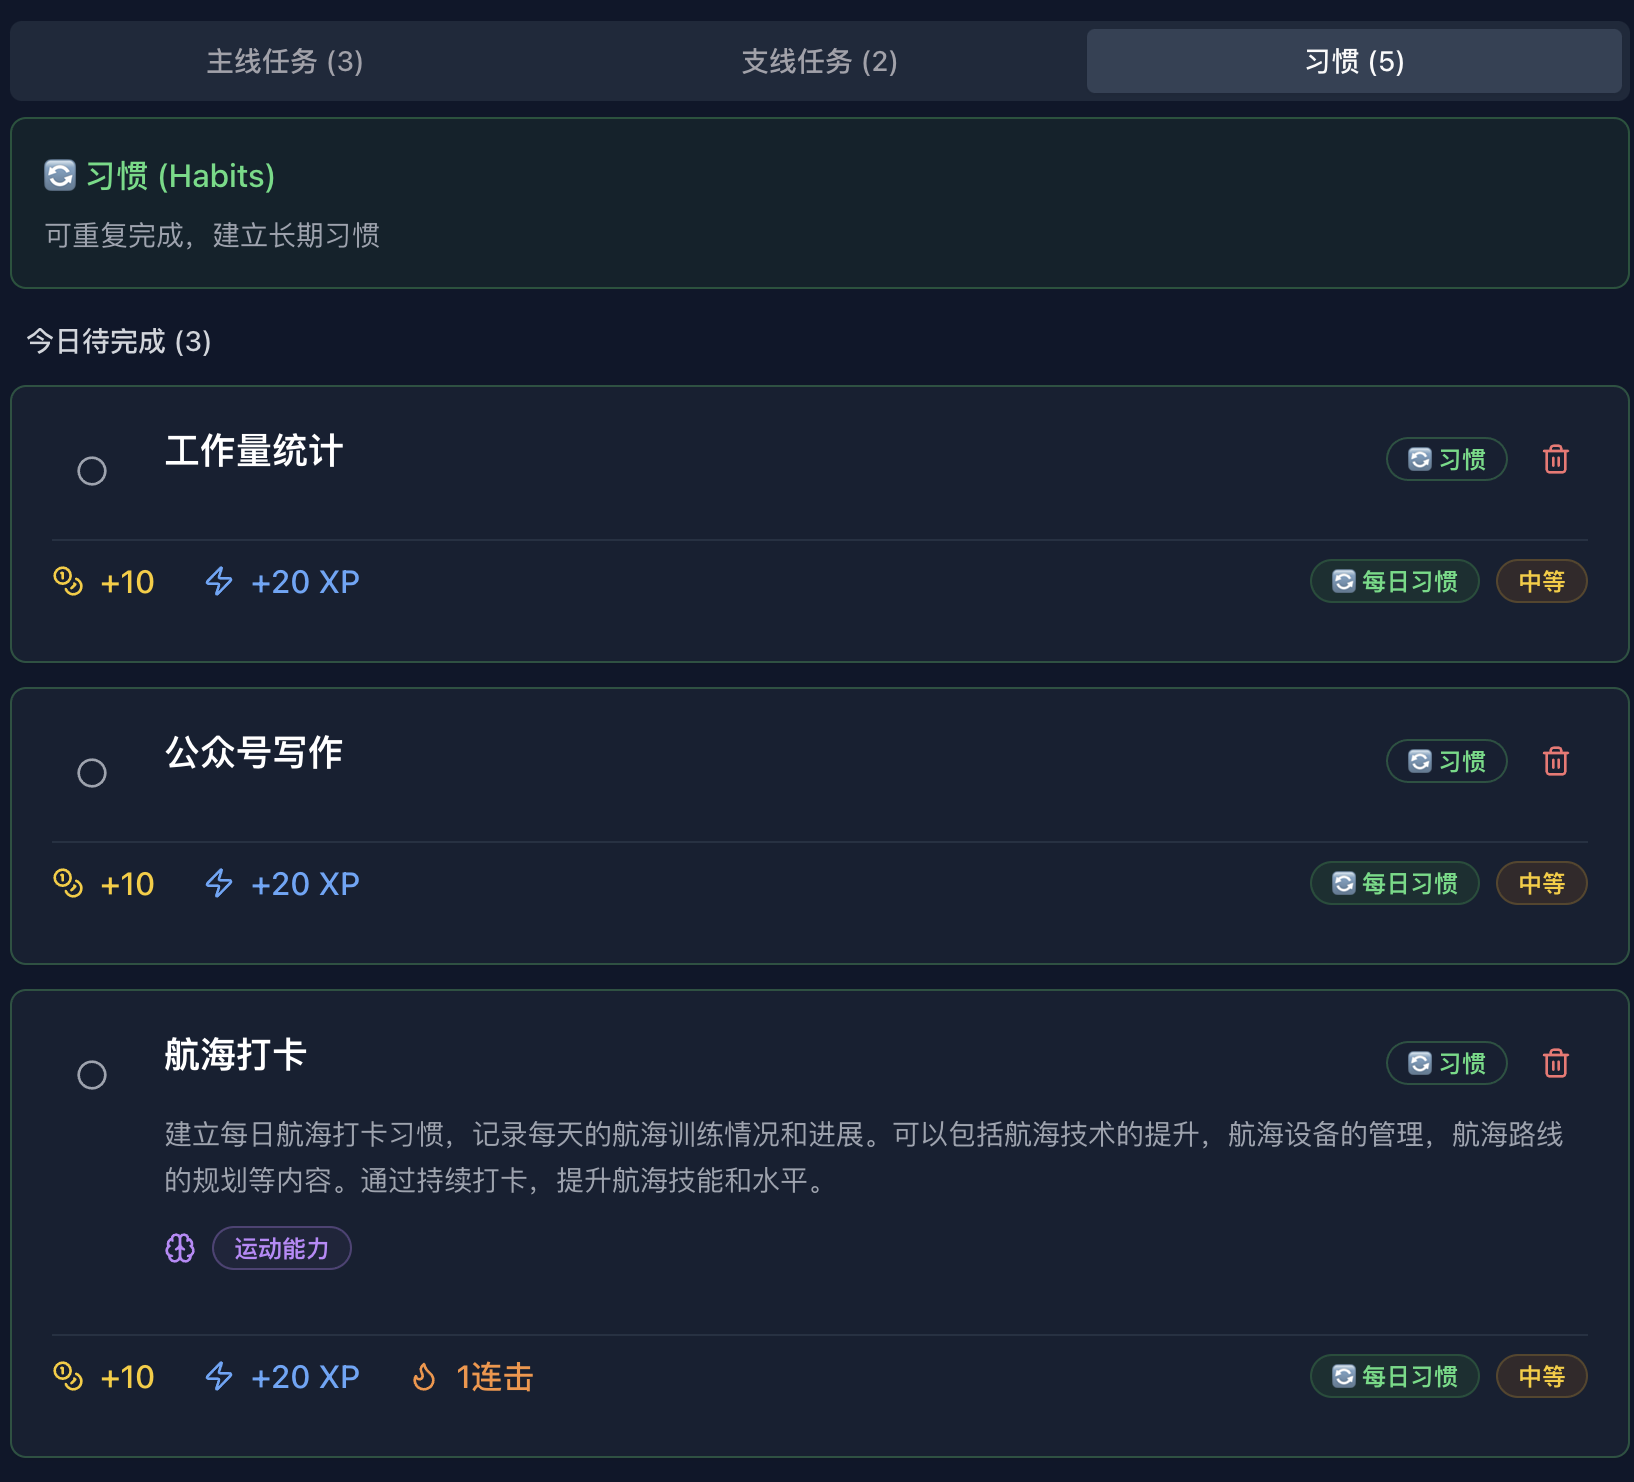 主线任务 (3)
支线任务 (2)
习惯 (5)
习惯 (Habits)
可重复完成，建立长期习惯
今日待完成 (3)
工作量统计
习惯
+10
+20 XP
每日习惯
中等
公众号写作
习惯
+10
+20 XP
每日习惯
中等
航海打卡
习惯
建立每日航海打卡习惯，记录每天的航海训练情况和进展。可以包括航海技术的提升，航海设备的管理，航海路线
的规划等内容。通过持续打卡，提升航海技能和水平。
运动能力
+10
+20 XP
1连击
每日习惯
中等